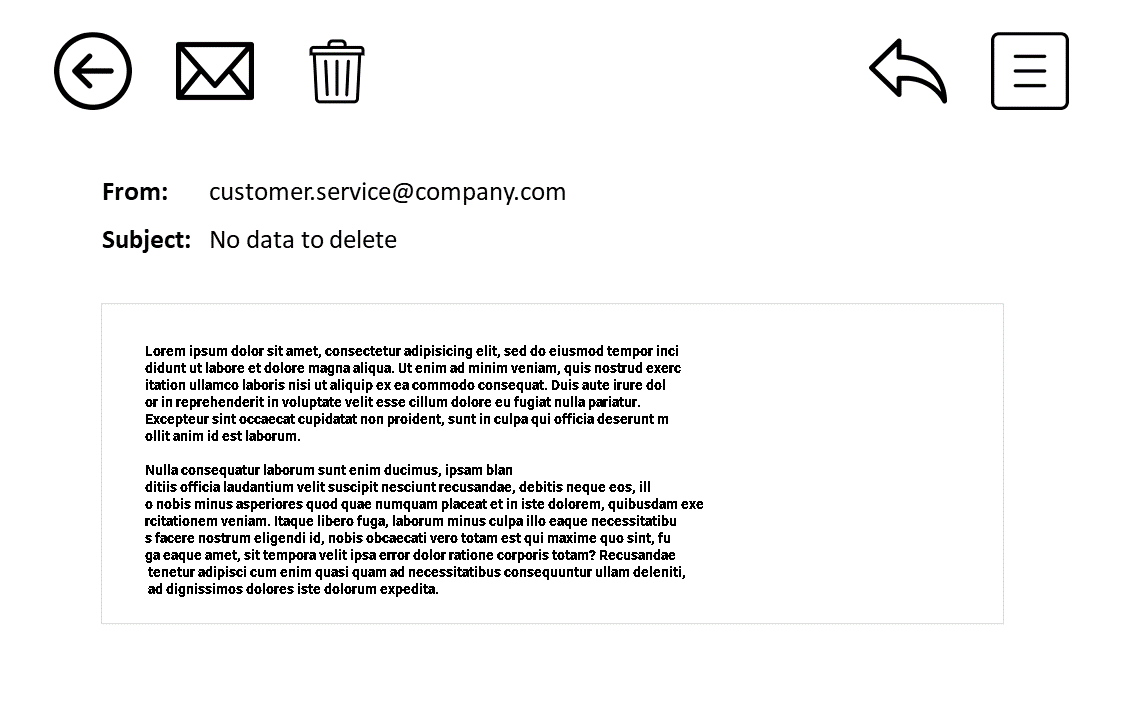 From: customer.service@company.com
Subject: No data to delete
Lorem ipsum dolor sit amet, consectetur adipisicing elit, sed do eiusmod tempor inci
didunt ut labore et dolore magna aliqua. Ut enim ad minim veniam, quis nostrud exerc
itation ullamco laboris nisi ut aliquip ex ea commodo consequat. Duis aute irure dol
or in reprehenderit in voluptate velit esse cillum dolore eu fugiat nulla pariatur.
Excepteur sint occaecat cupidatat non proident, sunt in culpa qui officia deserunt m
ollit anim id est laborum.
Nulla consequatur laborum sunt enim ducimus, ipsam blan
ditiis officia laudantium velit suscipit nesciunt recusandae, debitis neque eos, ill
o nobis minus asperiores quod quae numquam placeat et in iste dolorem, quibusdam exe
rcitationem veniam. Itaque libero fuga, laborum minus culpa illo eaque necessitatibu
s facere nostrum eligendi id, nobis obcaecati vero totam est qui maxime quo sint, fu
ga eaque amet, sit tempora velit ipsa error dolor ratione corporis totam? Recusandae
tenetur adipisci cum enim quasi quam ad necessitatibus consequuntur ullam deleniti,
ad dignissimos dolores iste dolorum expedita.